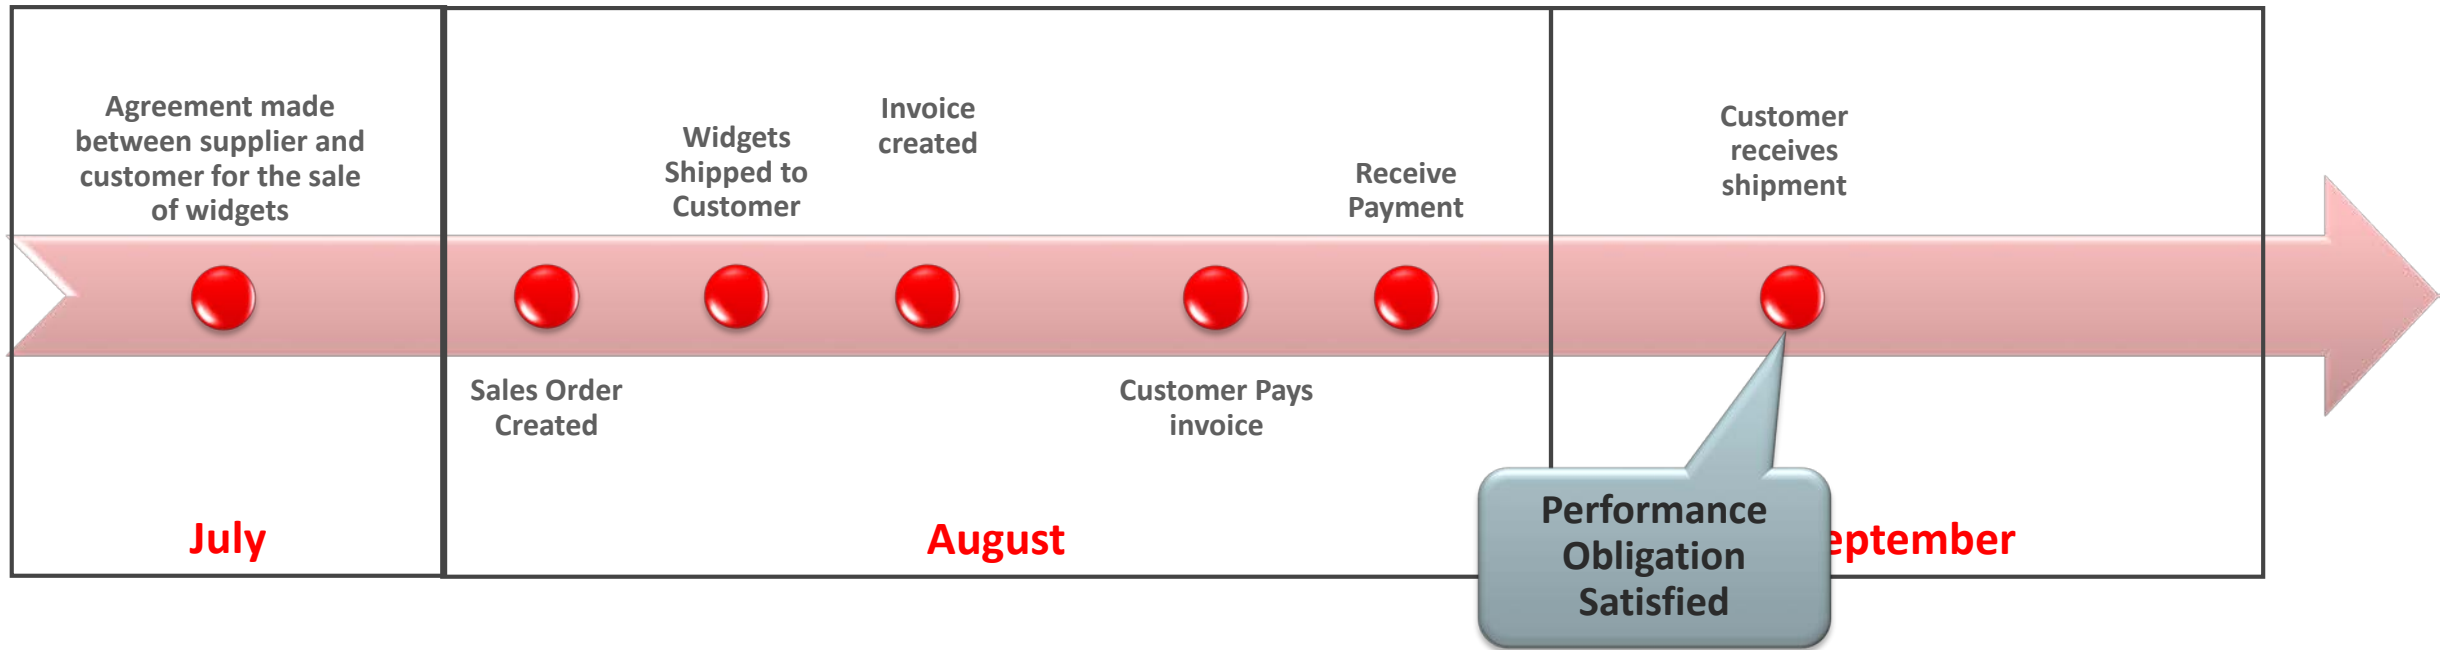 Agreement made
between supplier and
customer for the sale
of widgets
Sales Order
Created
Widgets
Shipped to
Customer
Invoice
created
Customer Pays
invoice
Receive
Payment
Customer
receives
shipment
Performance
Obligation
Satisfied
July
August
eptember